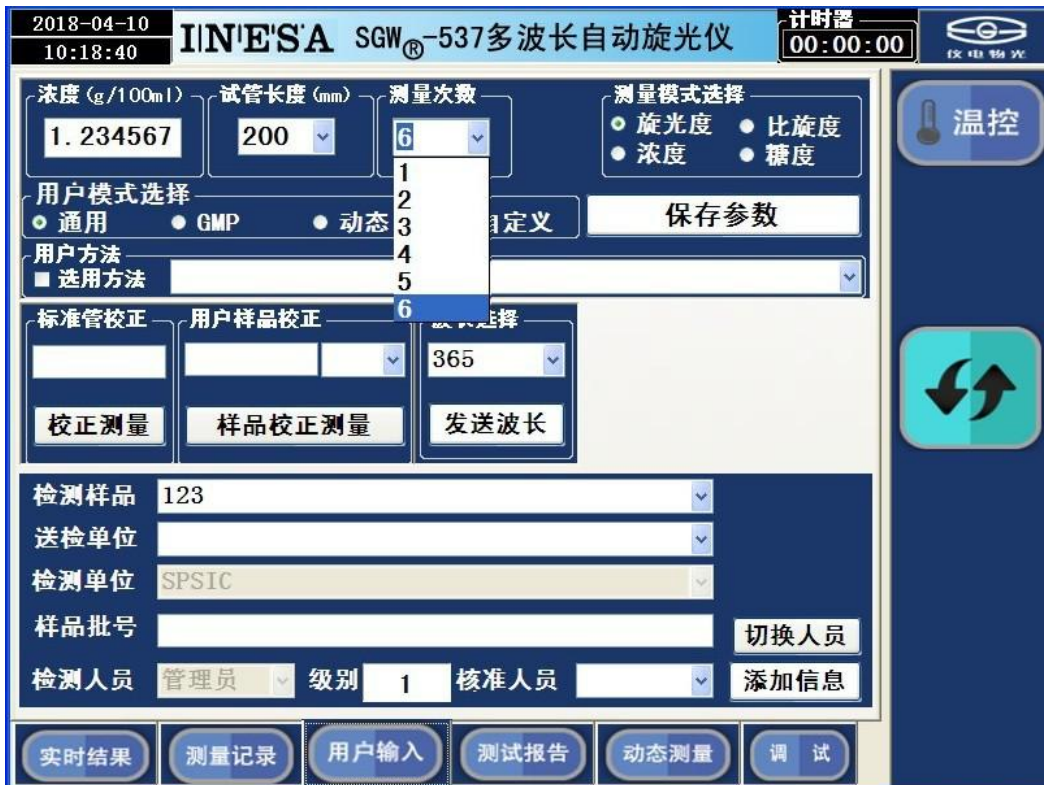 2018-04-10
10:18:40
INESA SGW®-537多波长自动旋光仪
计时器
00:00:00
仪电物光
浓度(g/100ml)
试管长度(mm)
测量次数
测量模式选择
1.234567
200
6
旋光度
比旋度
浓度
糖度
温控
1
2
3
4
5
6
用户模式选择
通用
GMP
动态
定义
保存参数
用户方法
选用方法
标准管校正
用户样品校正
选择
365
校正测量
样品校正测量
发送波长
检测样品 123
送检单位
检测单位 SPSIC
样品批号
切换人员
检测人员 管理员 级别 1 核准人员
添加信息
实时结果 测量记录 用户输入 测试报告 动态测量 调 试